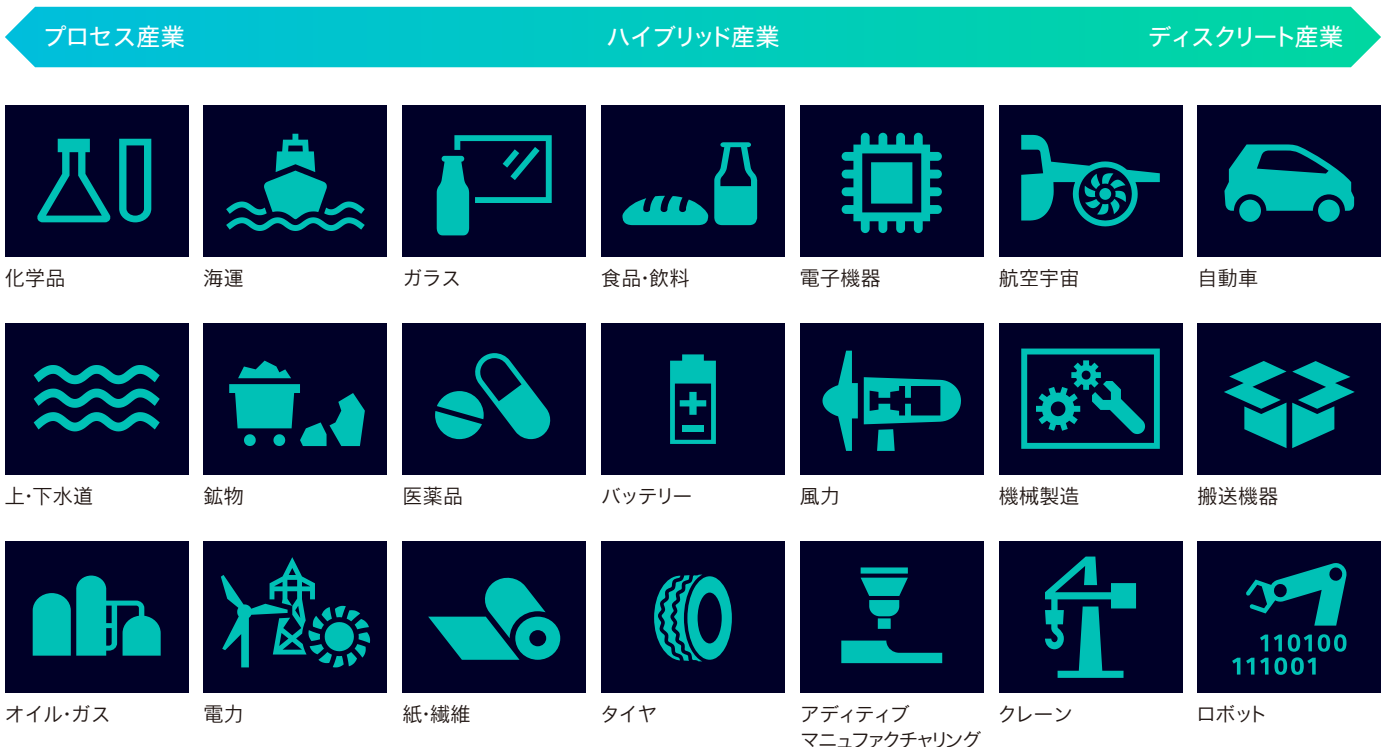 プロセス産業
ハイブリッド産業
ディスクリート産業
化学品
海運
ガラス
食品・飲料
電子機器
航空宇宙
自動車
上・下水道
鉱物
医薬品
バッテリー
風力
機械製造
搬送機器
110100
111001
オイル・ガス
電力
紙・繊維
タイヤ
アディティブ
マニュファクチャリング
クレーン
ロボット